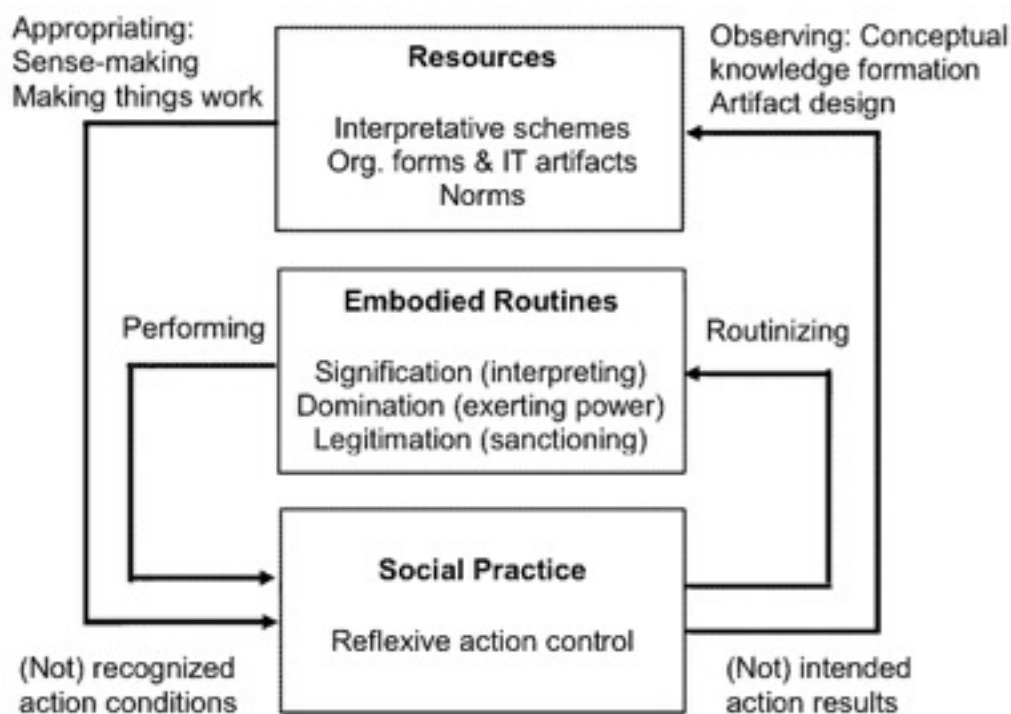 Appropriating:
Sense-making
Making things work
Resources
Interpretative schemes
Org. forms & IT artifacts
Norms
Observing: Conceptual
knowledge formation
Artifact design
Performing
Embodied Routines
Signification (interpreting)
Domination (exerting power)
Legitimation (sanctioning)
Routinizing
Social Practice
Reflexive action control
(Not) recognized
action conditions
(Not) intended
action results